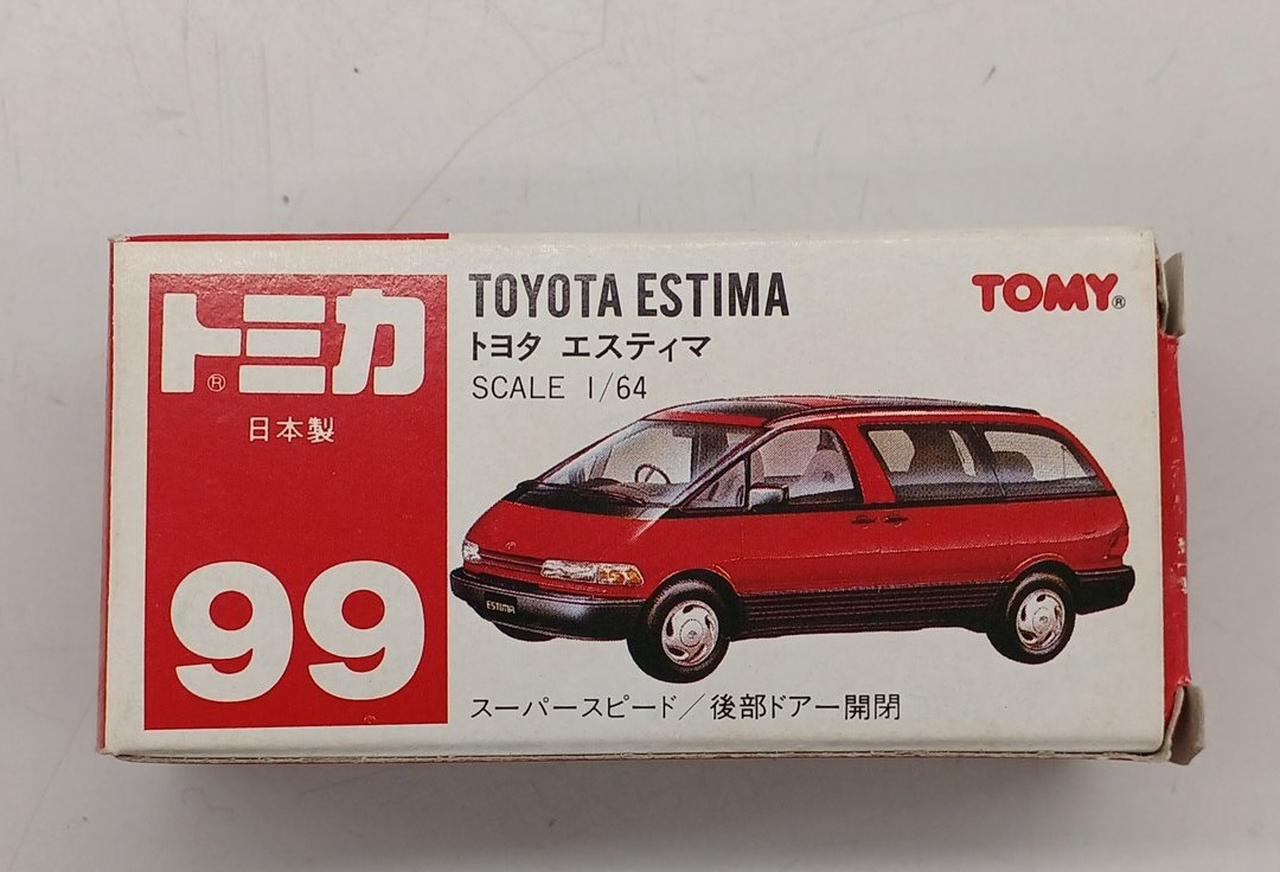 トミカ®
日本製
99
TOYOTA ESTIMA
トヨタ エスティマ
SCALE 1/64
TOMY®
ESTIMA
スーパースピード/後部ドアー開閉